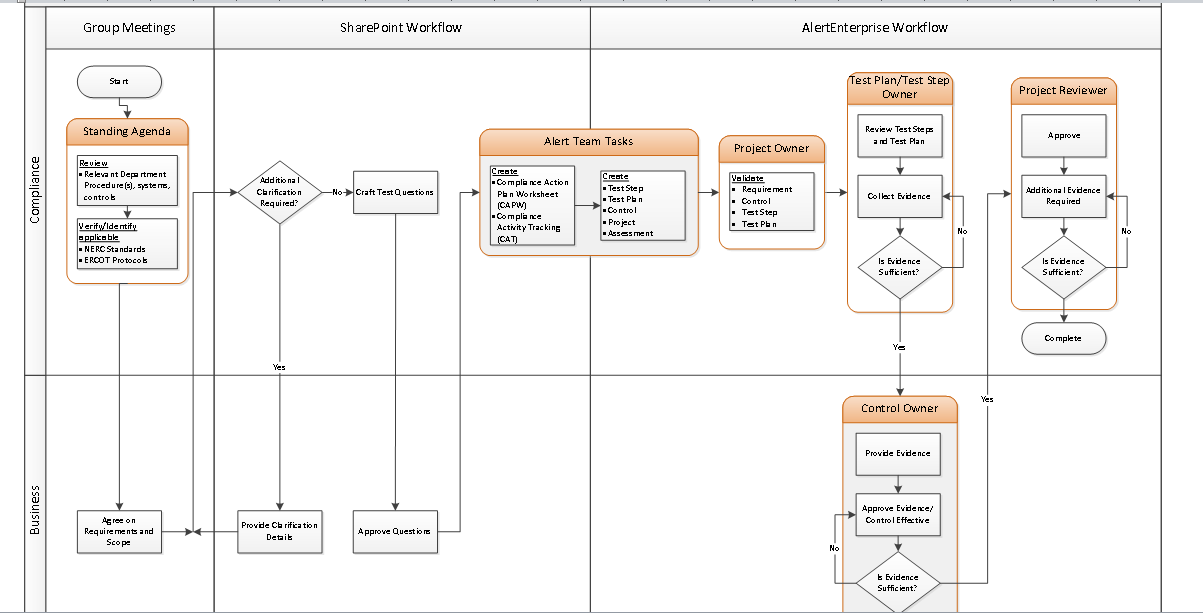 Group Meetings
SharePoint Workflow
AlertEnterprise Workflow
Compliance
Start
Standing Agenda
Review
▪ Relevant Department
Procedure(s), systems,
controls
Verify/Identify
applicable
▪ NERC Standards
▪ ERCOT Protocols
Additional
Clarification
Required?
No
Craft Test Questions
Yes
Alert Team Tasks
Create
▪ Compliance Action
Plan Worksheet
(CAPW)
▪ Compliance
Activity Tracking
(CAT)
Create
▪ Test Step
▪ Test Plan
▪ Control
▪ Project
▪ Assessment
Project Owner
Validate
▪ Requirement
▪ Control
▪ Test Step
▪ Test Plan
Test Plan/Test Step
Owner
Review Test Steps
and Test Plan
Collect Evidence
No
Is Evidence
Sufficient?
Yes
Project Reviewer
Approve
Additional Evidence
Required
No
Is Evidence
Sufficient?
Complete
Business
Agree on
Requirements and
Scope
Provide Clarification
Details
Approve Questions
Control Owner
Provide Evidence
Approve Evidence/
Control Effective
No
Is Evidence
Sufficient?
Yes